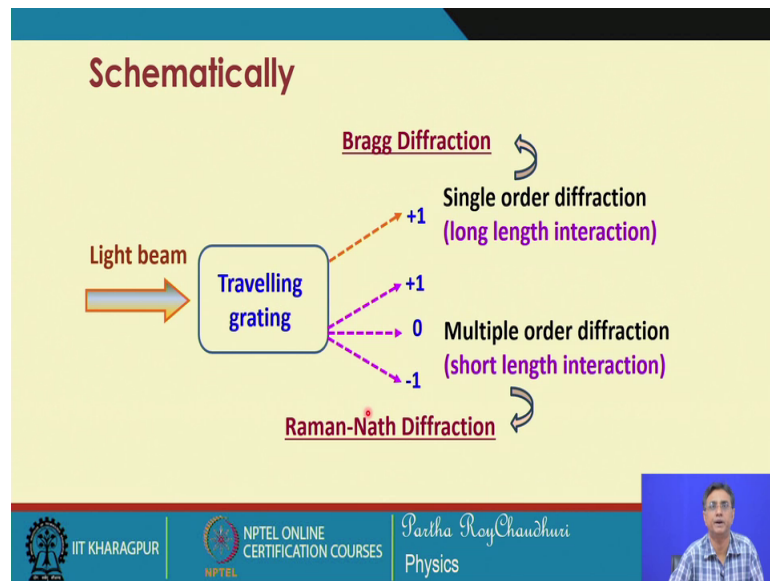 Schematically
Bragg Diffraction
+1
Single order diffraction
(long length interaction)
Light beam
Travelling
grating
+1
0
-1
Multiple order diffraction
(short length interaction)
Raman-Nath Diffraction
IIT KHARAGPUR
NPTEL
NPTEL ONLINE
CERTIFICATION COURSES
Partha RoyChaudhuri
Physics